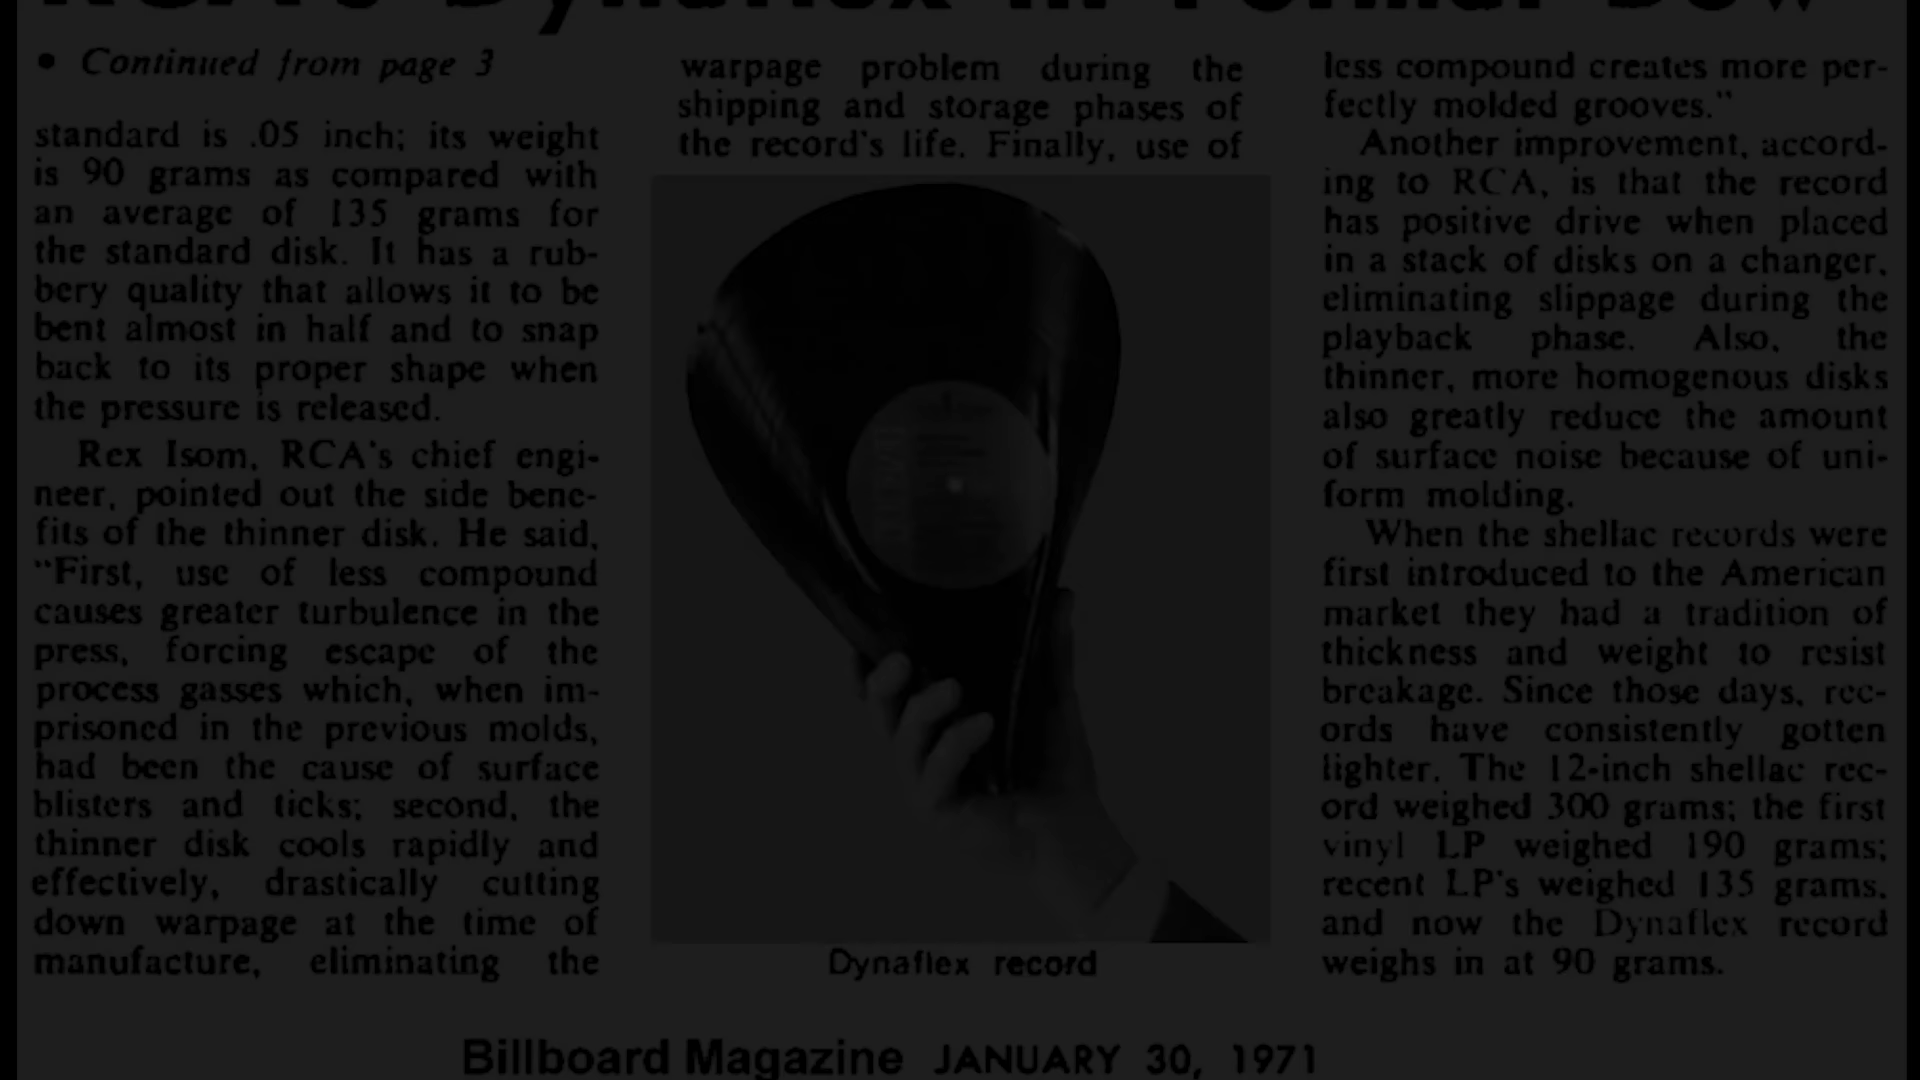 RCA's Dynaflex in Formal Bow
• Continued from page 3
standard is .05 inch; its weight
is 90 grams as compared with
an average of 135 grams for
the standard disk. It has a rub-
bery quality that allows it to be
bent almost in half and to snap
back to its proper shape when
the pressure is released.
Rex Isom, RCA's chief engi-
neer, pointed out the side bene-
fits of the thinner disk. He said,
"First, use of less compound
causes greater turbulence in the
press, forcing escape of the
process gasses which, when im-
prisoned in the previous molds,
had been the cause of surface
blisters and ticks; second, the
thinner disk cools rapidly and
effectively, drastically cutting
down warpage at the time of
manufacture, eliminating the
warpage problem during the
shipping and storage phases of
the record's life. Finally, use of
Dynaflex record
less compound creates more per-
fectly molded grooves."
Another improvement, accord-
ing to RCA, is that the record
has positive drive when placed
in a stack of disks on a changer,
eliminating slippage during the
playback phase. Also, the
thinner, more homogenous disks
also greatly reduce the amount
of surface noise because of uni-
form molding.
When the shellac records were
first introduced to the American
market they had a tradition of
thickness and weight to resist
breakage. Since those days, rec-
ords have consistently gotten
lighter. The 12-inch shellac rec-
ord weighed 300 grams; the first
vinyl LP weighed 190 grams;
recent LP's weighed 135 grams,
and now the Dynaflex record
weighs in at 90 grams.
Billboard Magazine JANUARY 30, 1971